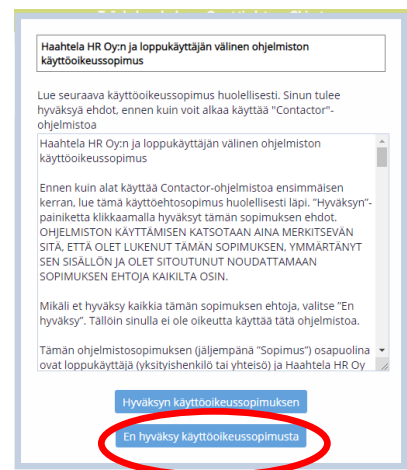 Haahtela HR Oy:n ja loppukäyttäjän välinen ohjelmiston
käyttöoikeussopimus
Lue seuraava käyttöoikeussopimus huolellisesti. Sinun tulee
hyväksyä ehdot, ennen kuin voit alkaa käyttää "Contactor"-
ohjelmistoa
Haahtela HR Oy:n ja loppukäyttäjän välinen ohjelmiston
käyttöoikeussopimus
Ennen kuin alat käyttää Contactor-ohjelmistoa ensimmäisen
kerran, lue tämä käyttöehtosopimus huolellisesti läpi. ”Hyväksyn”-
painiketta klikkaamalla hyväksyt tämän sopimuksen ehdot.
OHJELMISTON KÄYTTÄMISEN KATSOTAAN AINA MERKITSEVÄN
SITÄ, ETTÄ OLET LUKENUT TÄMÄN SOPIMUKSEN, YMMÄRTÄNYT
SEN SISÄLLÖN JA OLET SITOUTUNUT NOUDATTAMAAN
SOPIMUKSEN EHTOJA KAIKILTA OSIN.
Mikäli et hyväksy kaikkia tämän sopimuksen ehtoja, valitse ”En
hyväksy”. Tällöin sinulla ei ole oikeutta käyttää tätä ohjelmistoa.
Tämän ohjelmistosopimuksen (jäljempänä ”Sopimus”) osapuolina
ovat loppukäyttäjä (yksityishenkilö tai yhteisö) ja Haahtela HR Oy
Hyväksyn käyttöoikeussopimuksen
En hyväksy käyttöoikeussopimusta